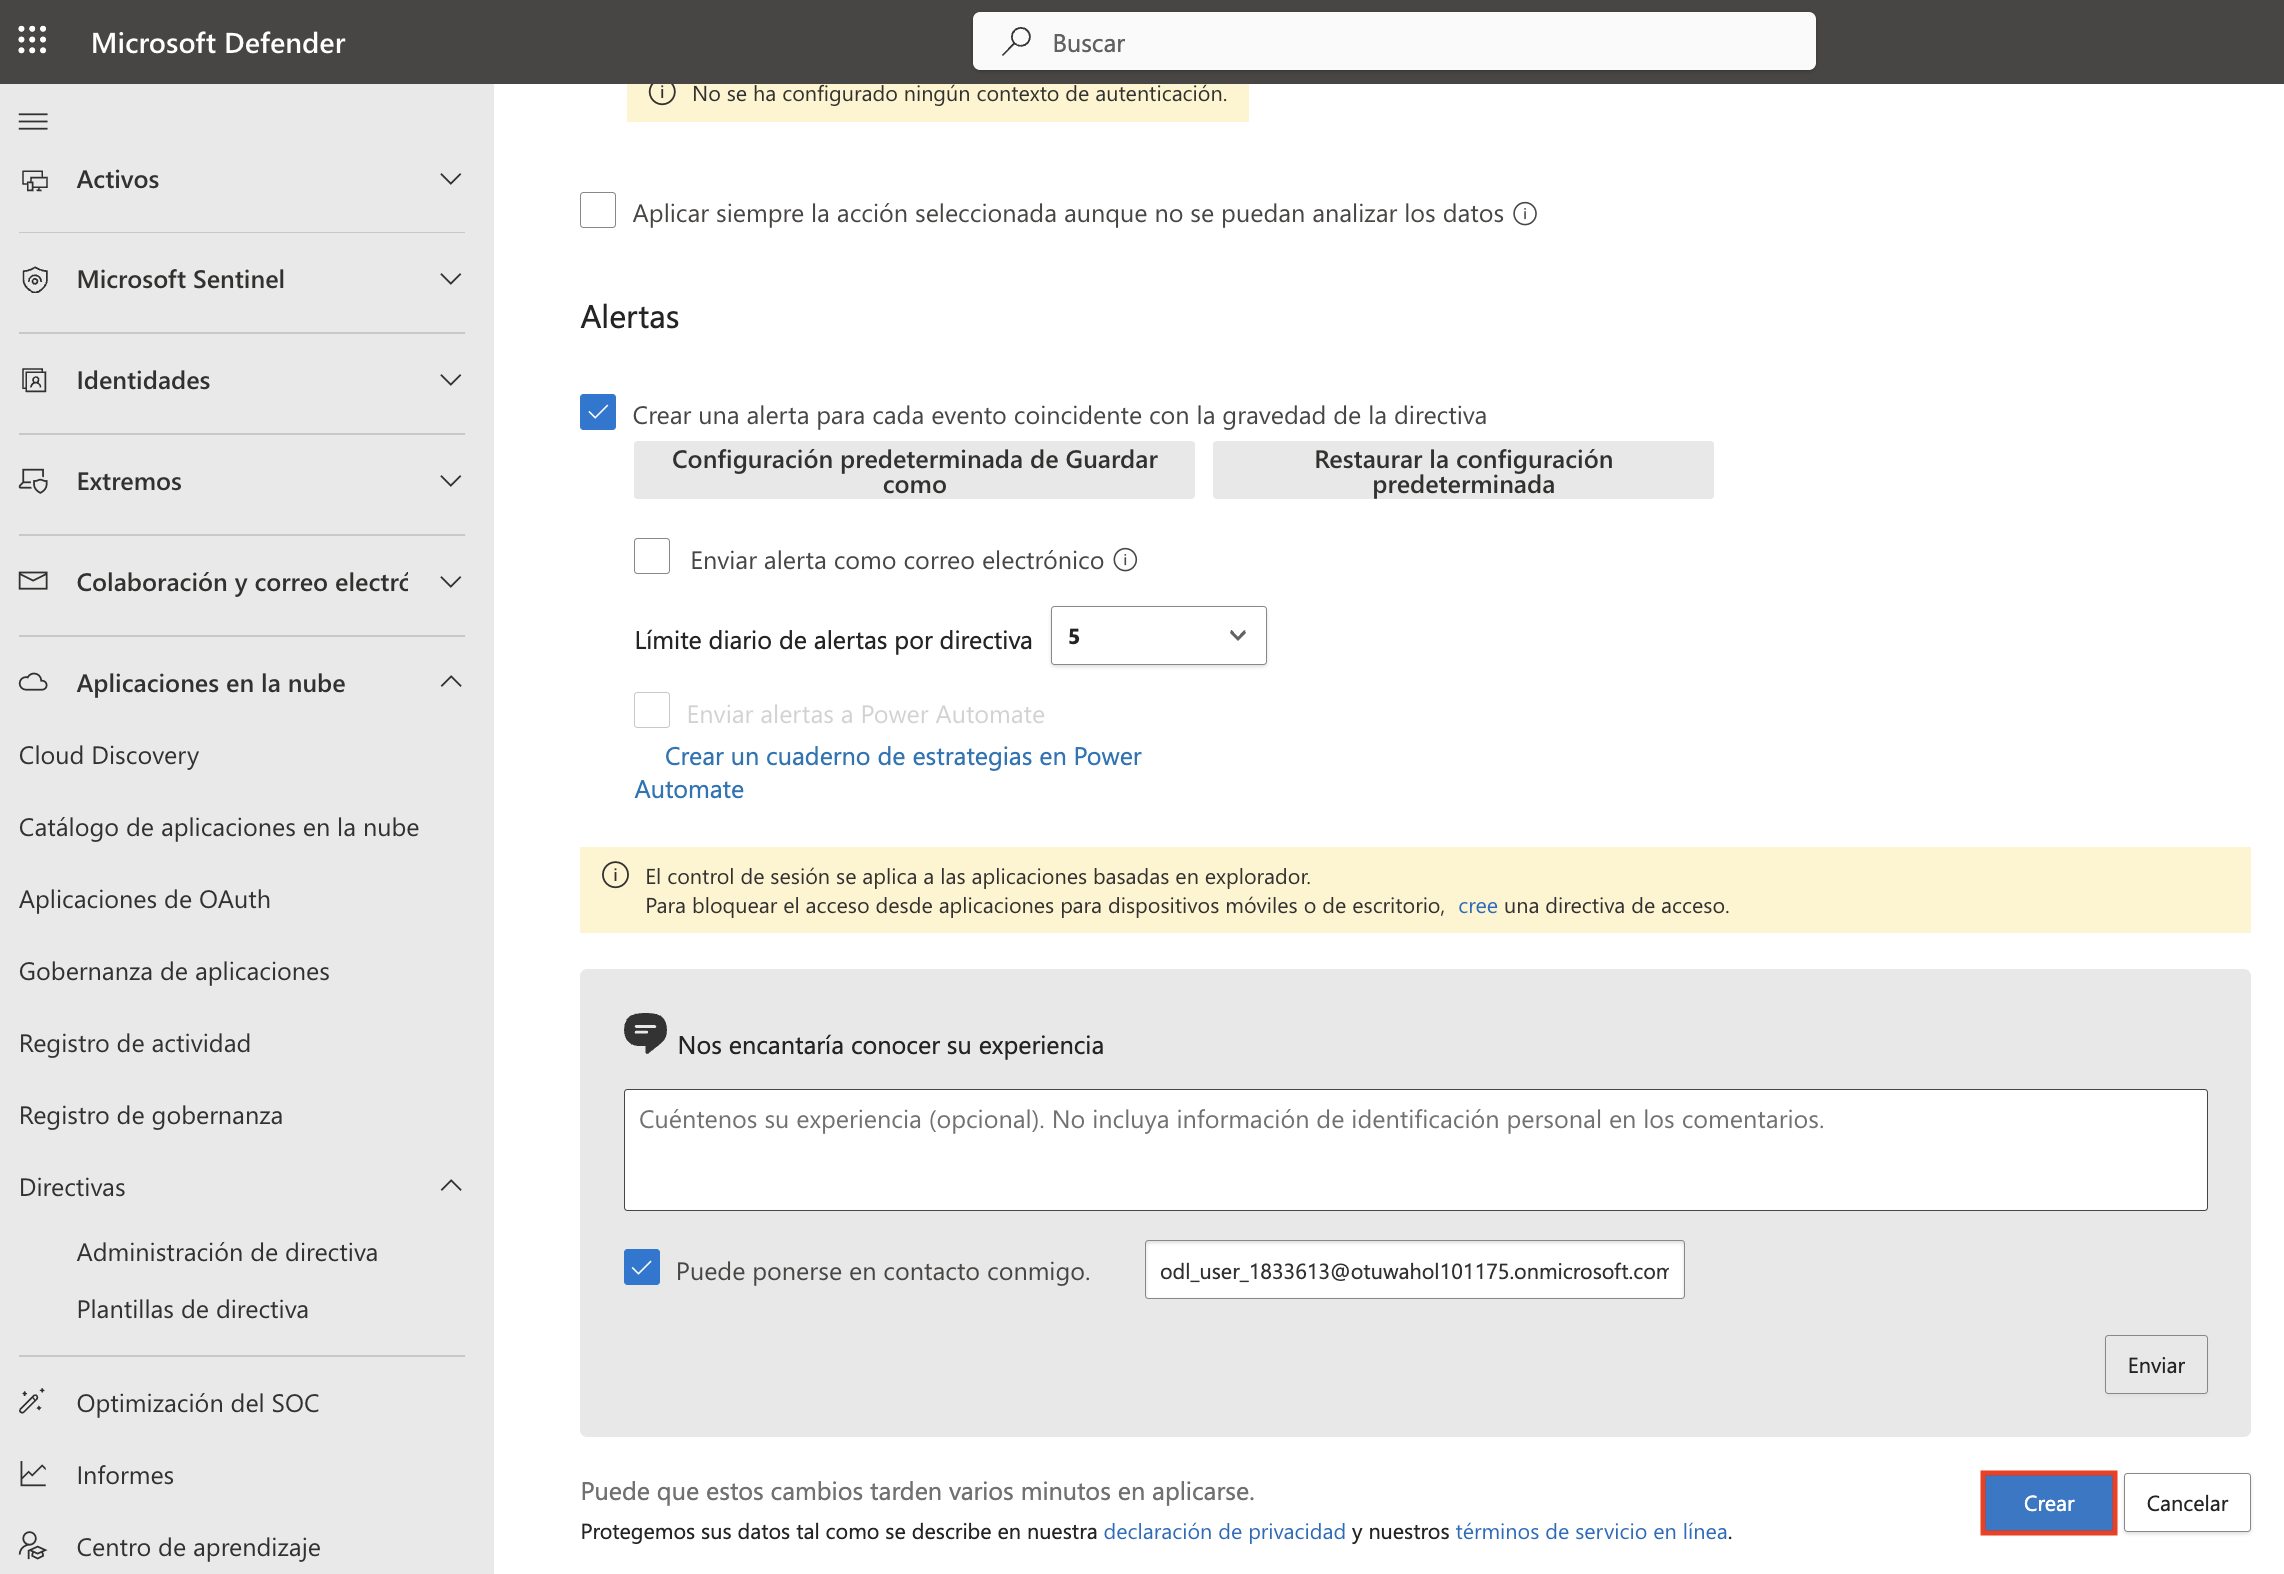 Microsoft Defender
Buscar
No se ha configurado ningún contexto de autenticación.
Activos
Microsoft Sentinel
Identidades
Extremos
Colaboración y correo electró
Aplicaciones en la nube
Cloud Discovery
Catálogo de aplicaciones en la nube
Aplicaciones de OAuth
Gobernanza de aplicaciones
Registro de actividad
Registro de gobernanza
Directivas
Administración de directiva
Plantillas de directiva
Optimización del SOC
Informes
Centro de aprendizaje
Aplicar siempre la acción seleccionada aunque no se puedan analizar los datos
Alertas
Crear una alerta para cada evento coincidente con la gravedad de la directiva
Configuración predeterminada de Guardar
como
Restaurar la configuración
predeterminada
Enviar alerta como correo electrónico
Límite diario de alertas por directiva 5
Enviar alertas a Power Automate
Crear un cuaderno de estrategias en Power
Automate
El control de sesión se aplica a las aplicaciones basadas en explorador.
Para bloquear el acceso desde aplicaciones para dispositivos móviles o de escritorio, cree una directiva de acceso.
Nos encantaría conocer su experiencia
Cuéntenos su experiencia (opcional). No incluya información de identificación personal en los comentarios.
Puede ponerse en contacto conmigo.
odl_user_1833613@otuwahol101175.onmicrosoft.com
Enviar
Puede que estos cambios tarden varios minutos en aplicarse.
Protegemos sus datos tal como se describe en nuestra declaración de privacidad y nuestros términos de servicio en línea.
Crear
Cancelar